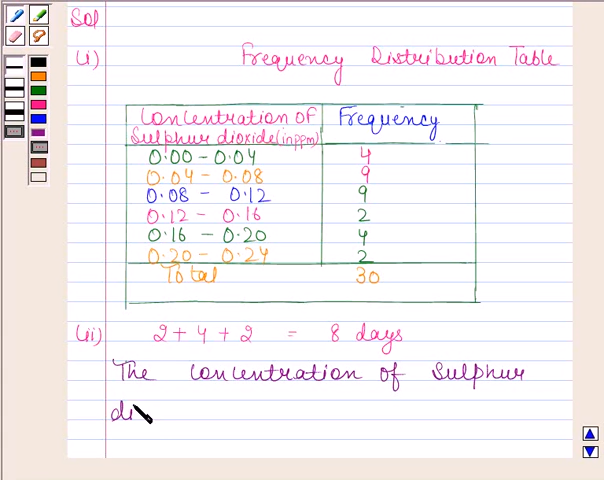 Sol
(i) Frequency Distribution Table
Concentration of Frequency
Sulphur dioxide (in ppm)
0.00 - 0.04 4
0.04 - 0.08 9
0.08 - 0.12 9
0.12 - 0.16 2
0.16 - 0.20 4
0.20 - 0.24 2
Total 30
(ii) 2 + 4 + 2 = 8 days
The concentration of Sulphur
di